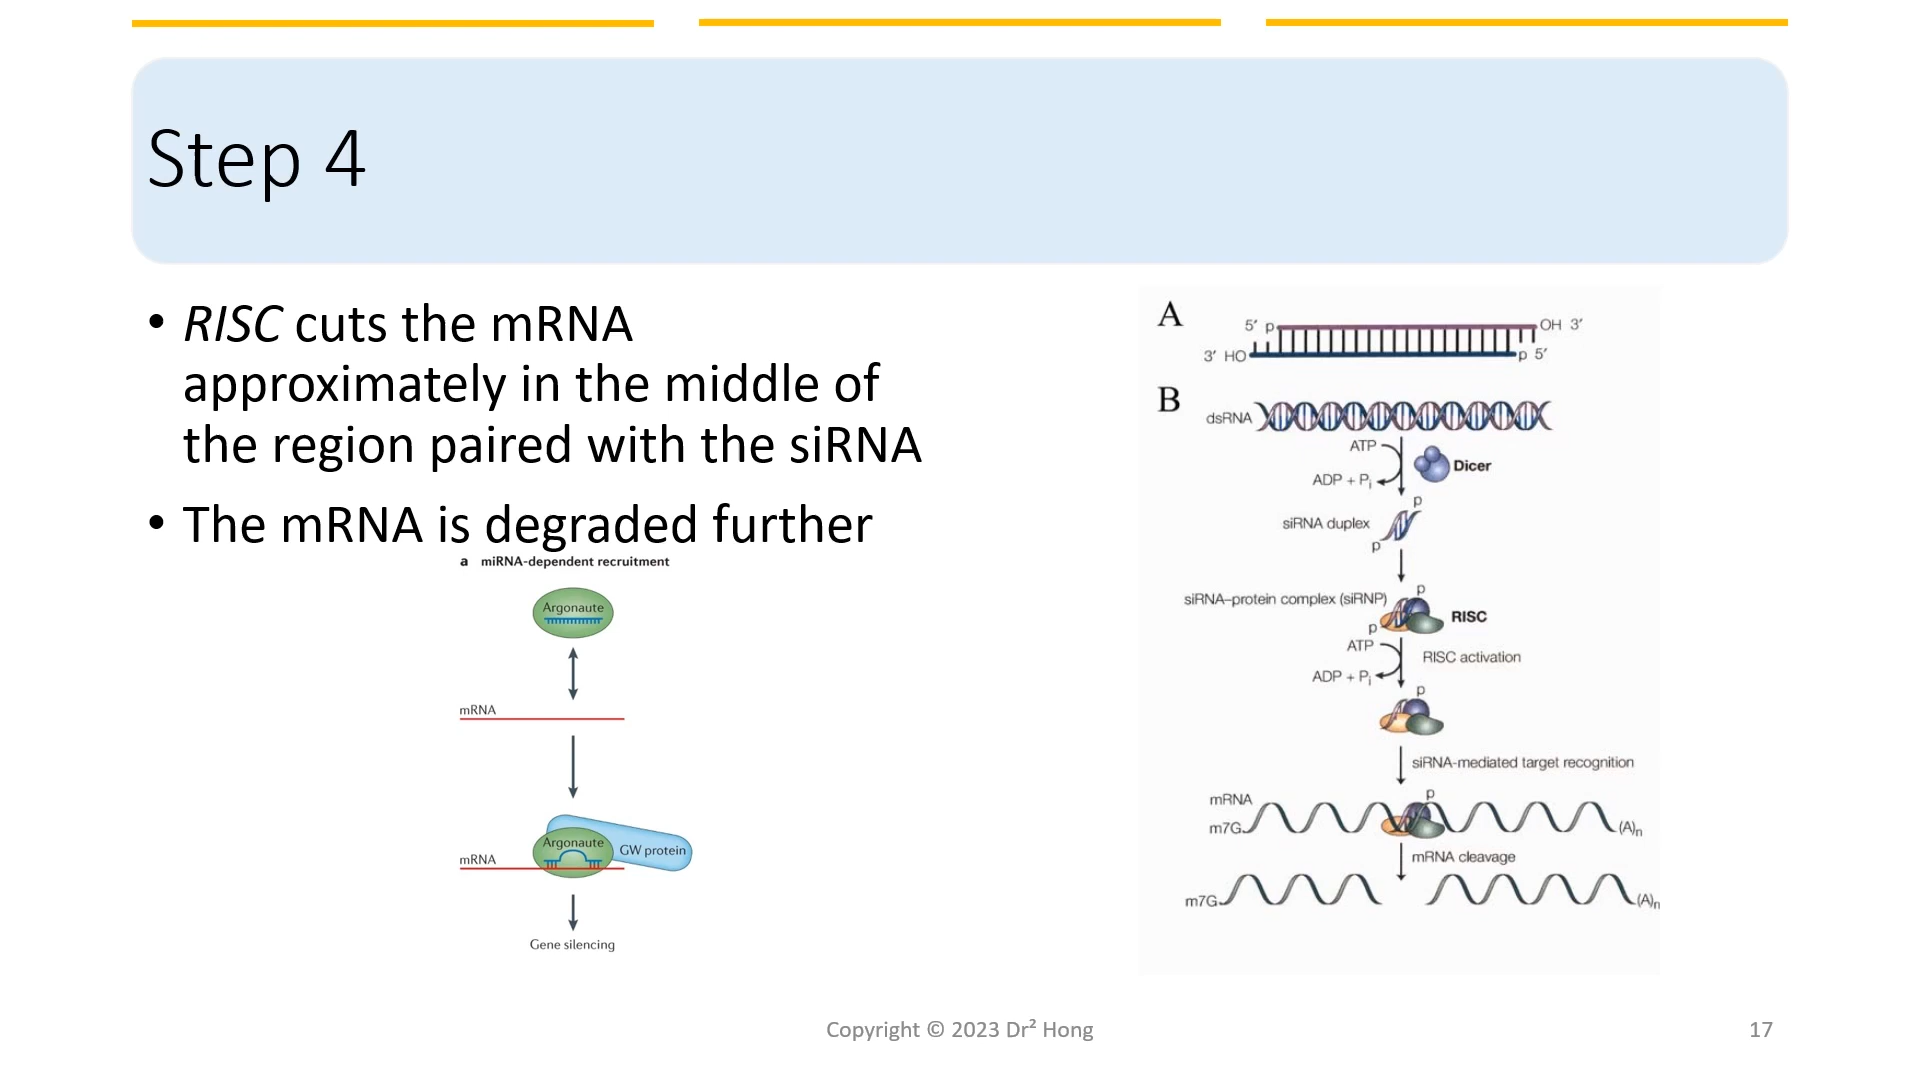 Step 4
• RISC cuts the mRNA
approximately in the middle of
the region paired with the siRNA
• The mRNA is degraded further
a miRNA-dependent recruitment
Argonaute
mRNA
Argonaute
GW protein
mRNA
Gene silencing
A
5′ p
OH 3′
3′ HO
p 5′
B
dsRNA
ATP
Dicer
ADP + Pi
p
siRNA duplex
p
siRNA–protein complex (siRNP)
p
RISC
p
ATP
RISC activation
ADP + Pi
p
siRNA-mediated target recognition
p
mRNA
m7G
(A)n
mRNA cleavage
m7G
(A)n
Copyright © 2023 Dr² Hong
17